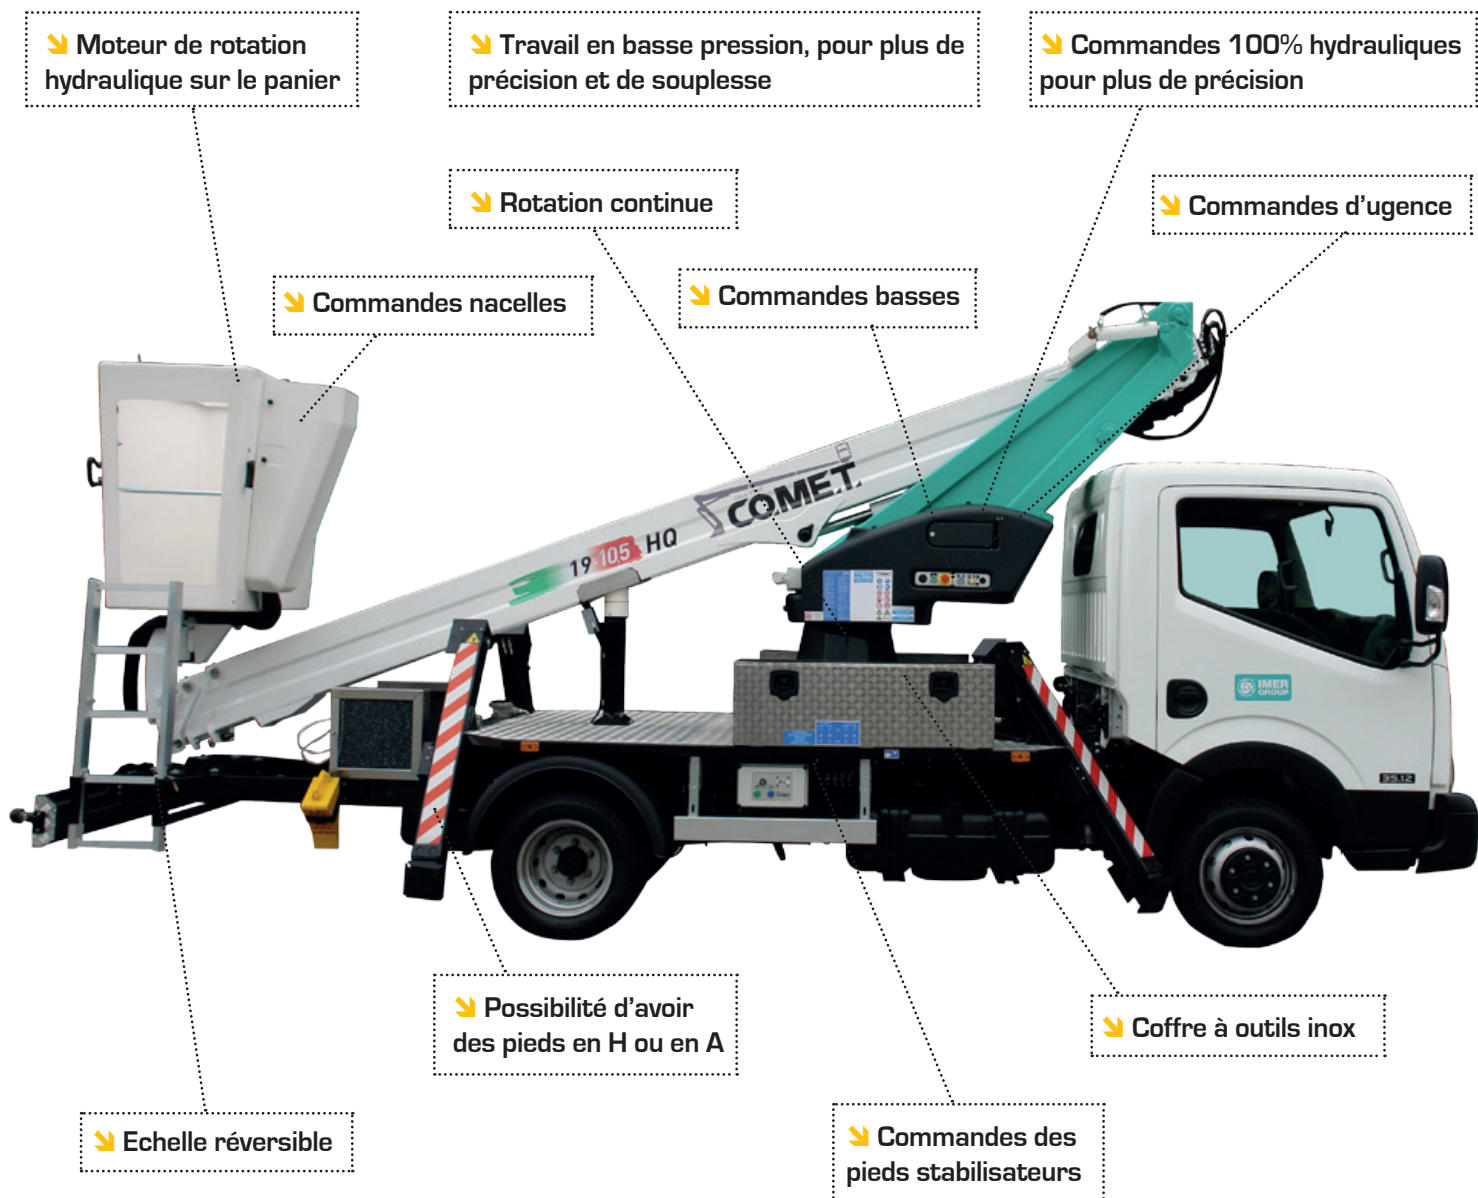 Moteur de rotation
hydraulique sur le panier
Travail en basse pression, pour plus de
précision et de souplesse
Commandes 100% hydrauliques
pour plus de précision
Rotation continue
Commandes d'ugence
Commandes nacelles
Commandes basses
CO.ME.T.
19 105 HQ
IMER
GROUP
35.12
Possibilité d'avoir
des pieds en H ou en A
Coffre à outils inox
Echelle réversible
Commandes des
pieds stabilisateurs